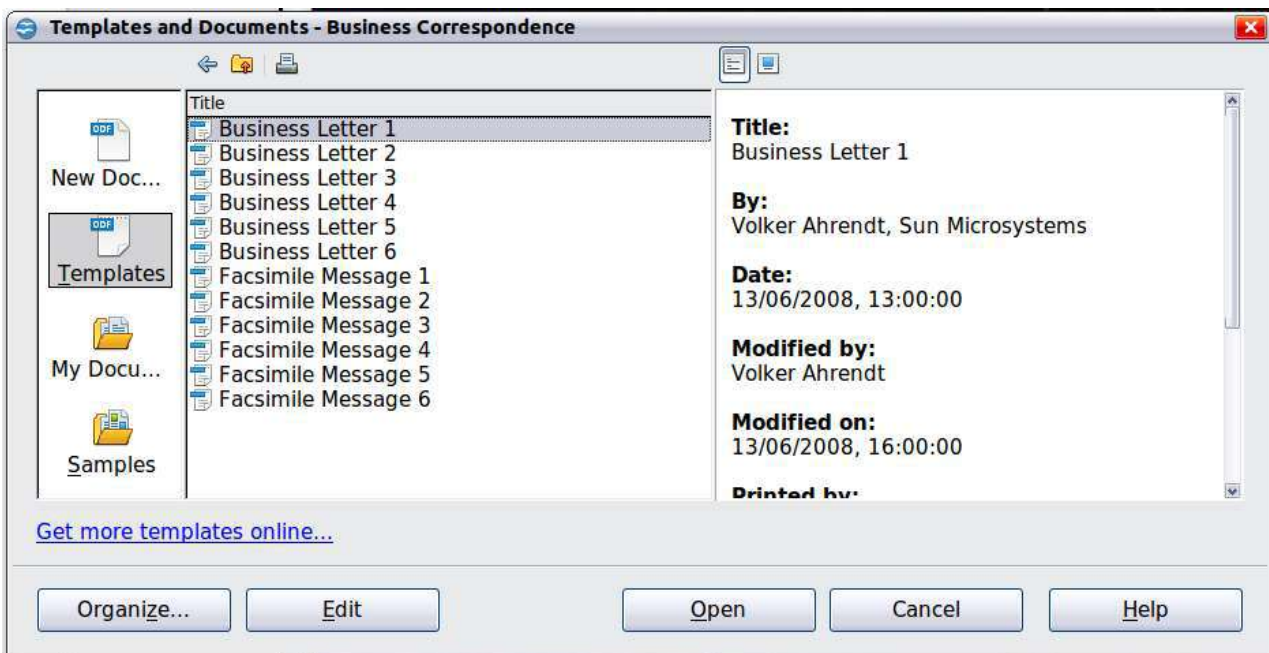 Templates and Documents - Business Correspondence
ODF
New Doc...
ODF
Templates
My Docu...
Samples
Title
Business Letter 1
Business Letter 2
Business Letter 3
Business Letter 4
Business Letter 5
Business Letter 6
Facsimile Message 1
Facsimile Message 2
Facsimile Message 3
Facsimile Message 4
Facsimile Message 5
Facsimile Message 6
Title:
Business Letter 1
By:
Volker Ahrendt, Sun Microsystems
Date:
13/06/2008, 13:00:00
Modified by:
Volker Ahrendt
Modified on:
13/06/2008, 16:00:00
Printed by:
Get more templates online...
Organize...
Edit
Open
Cancel
Help